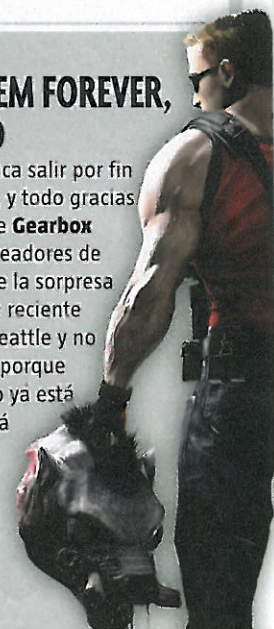 EM FOREVER,
O
ca salir por fin
y todo gracias
e Gearbox
eadores de
e la sorpresa
reciente
eattle y no
porque
o ya está
á